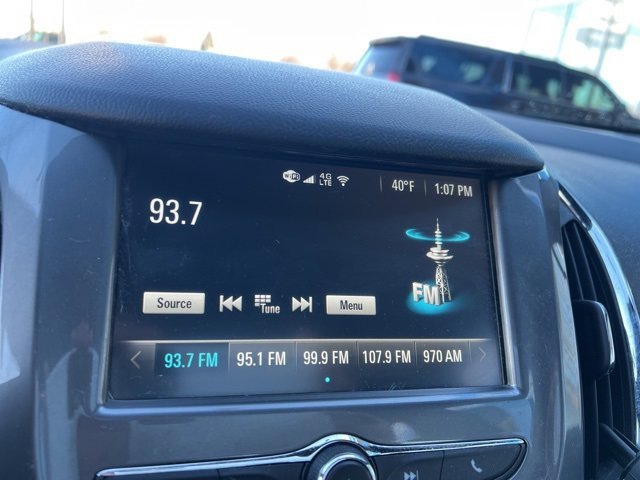 WiFi 4G LTE 40°F 1:07 PM
93.7
FM
Source Tune Menu
93.7 FM 95.1 FM 99.9 FM 107.9 FM 970 AM